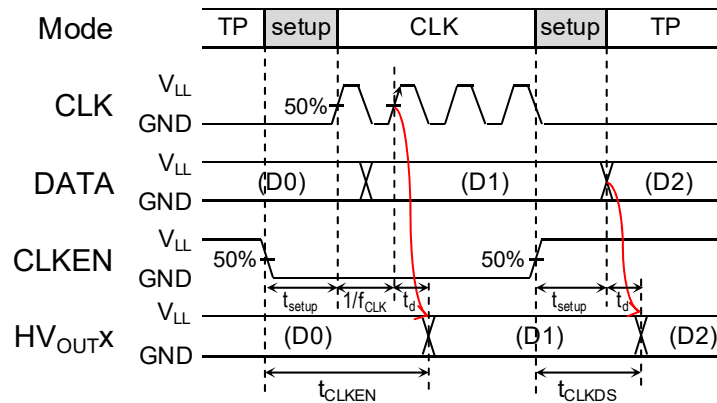 Mode TP setup CLK setup TP
CLK V_LL 50% GND
DATA V_LL (D0) (D1) (D2) GND
CLKEN V_LL 50% 50% GND
t_setup 1/f_CLK t_d t_setup t_d
HV_OUTx V_LL (D0) (D1) (D2) GND
t_CLKEN t_CLKDS